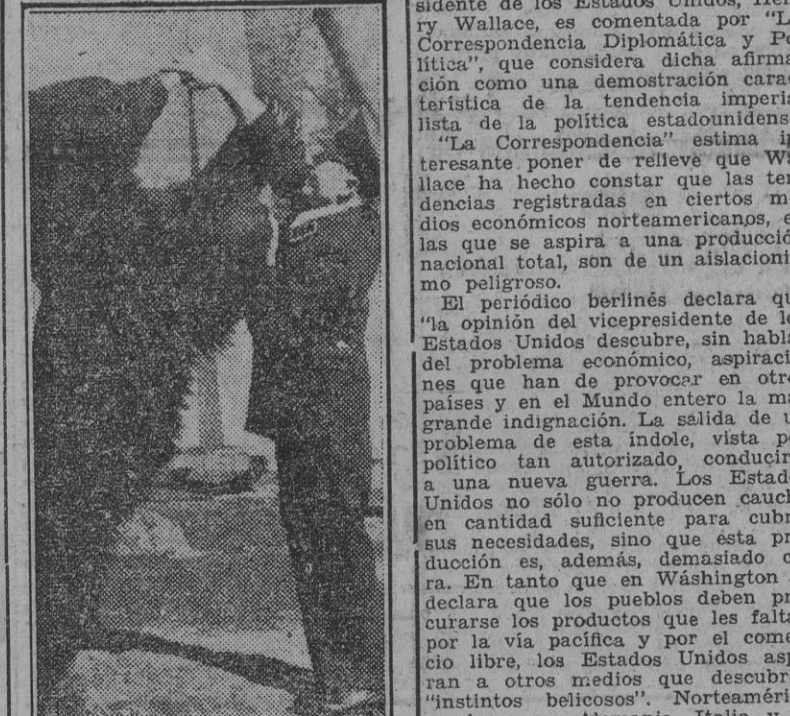 sidente de los Estados Unidos, Hen
ry Wallace, es comentada por “L
Correspondencia Diplomática y Po
lítica”, que considera dicha afirma
ción como una demostración carac
terística de la tendencia imperia
lista de la política estadounidens
“La Correspondencia” estima in
teresante poner de relieve que Wa
llace ha hecho constar que las ten
dencias registradas en ciertos m
dios económicos norteamericanos, e
las que se aspira a una producció
nacional total, son de un aislacioni
mo peligroso.
El periódico berlinés declara qu
“la opinión del vicepresidente de lo
Estados Unidos descubre, sin habla
del problema económico, aspiraci
nes que han de provocar en otro
países y en el Mundo entero la má
grande indignación. La salida de u
problema de esta índole, vista po
político tan autorizado, conducir
a una nueva guerra. Los Estado
Unidos no sólo no producen cauch
en cantidad suficiente para cubri
sus necesidades, sino que esta pr
ducción es, además, demasiado c
ra. En tanto que en Wáshington
declara que los pueblos deben pr
curarse los productos que les falta
por la vía pacífica y por el come
cio libre, los Estados Unidos asp
ran a otros medios que descubre
“instintos belicosos”. Norteaméri
Alemania, Italia y